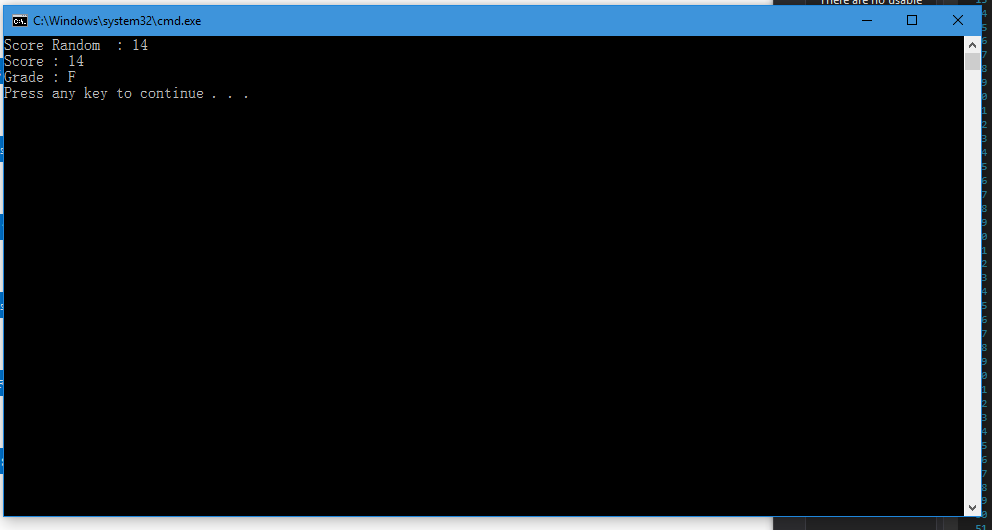 There are no usable
C:\Windows\system32\cmd.exe
Score Random  : 14
Score : 14
Grade : F
Press any key to continue . . .
51